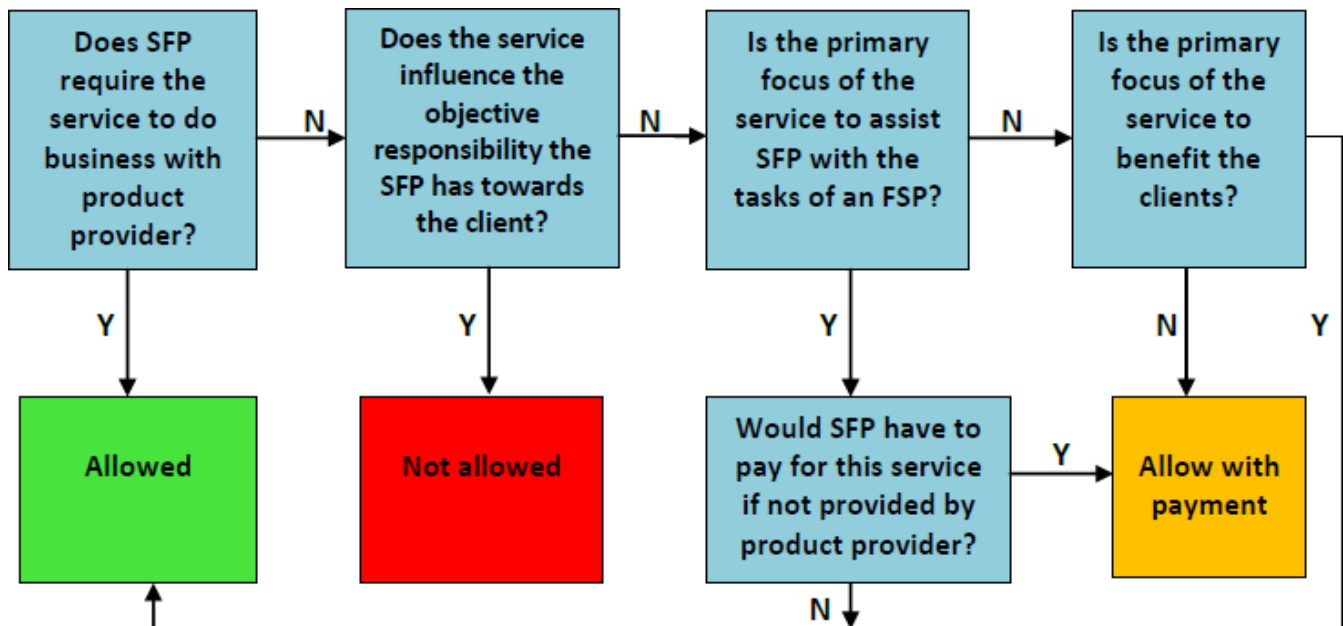 Does SFP
require the
service to do
business with
product
provider?
N
Does the service
influence the
objective
responsibility the
SFP has towards
the client?
N
Is the primary
focus of the
service to assist
SFP with the
tasks of an FSP?
N
Is the primary
focus of the
service to
benefit the
clients?
Y
Y
Y
N
Y
Allowed
Not allowed
Would SFP have to
pay for this service
if not provided by
product provider?
Y
Allow with
payment
N